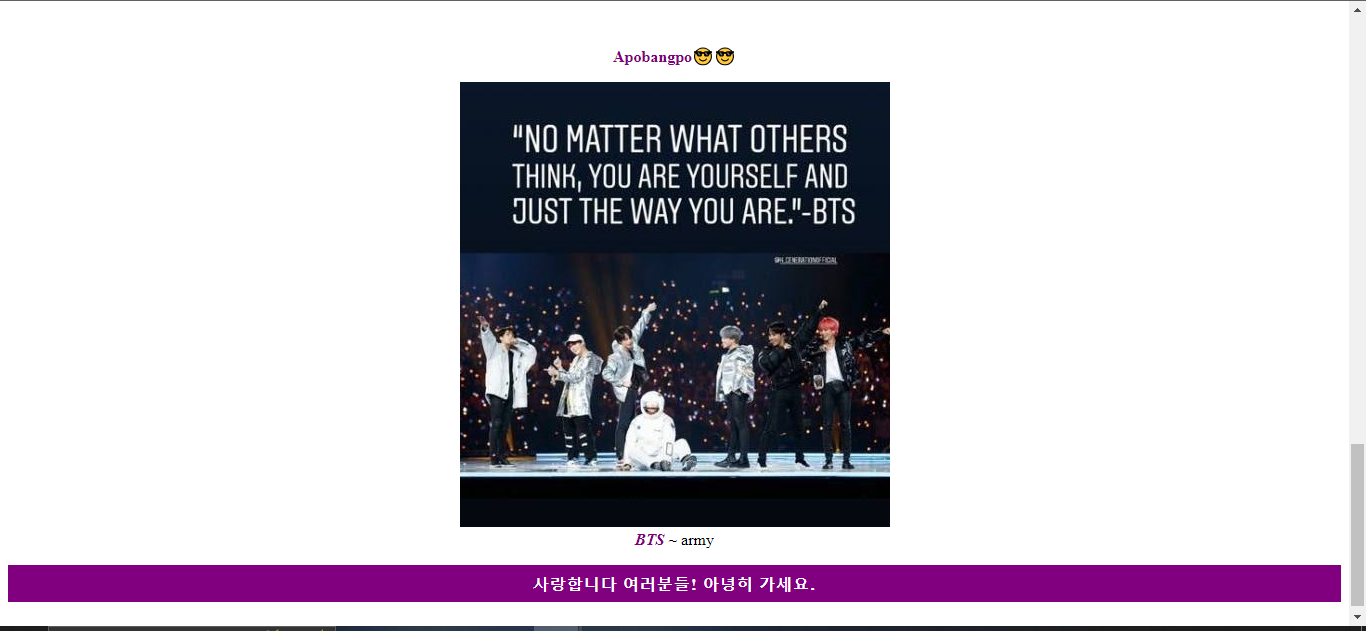 Apobangpo😎😎
“NO MATTER WHAT OTHERS
THINK, YOU ARE YOURSELF AND
JUST THE WAY YOU ARE.”-BTS
BTS ~ army
사랑합니다 여러분들! 아녕히 가세요.